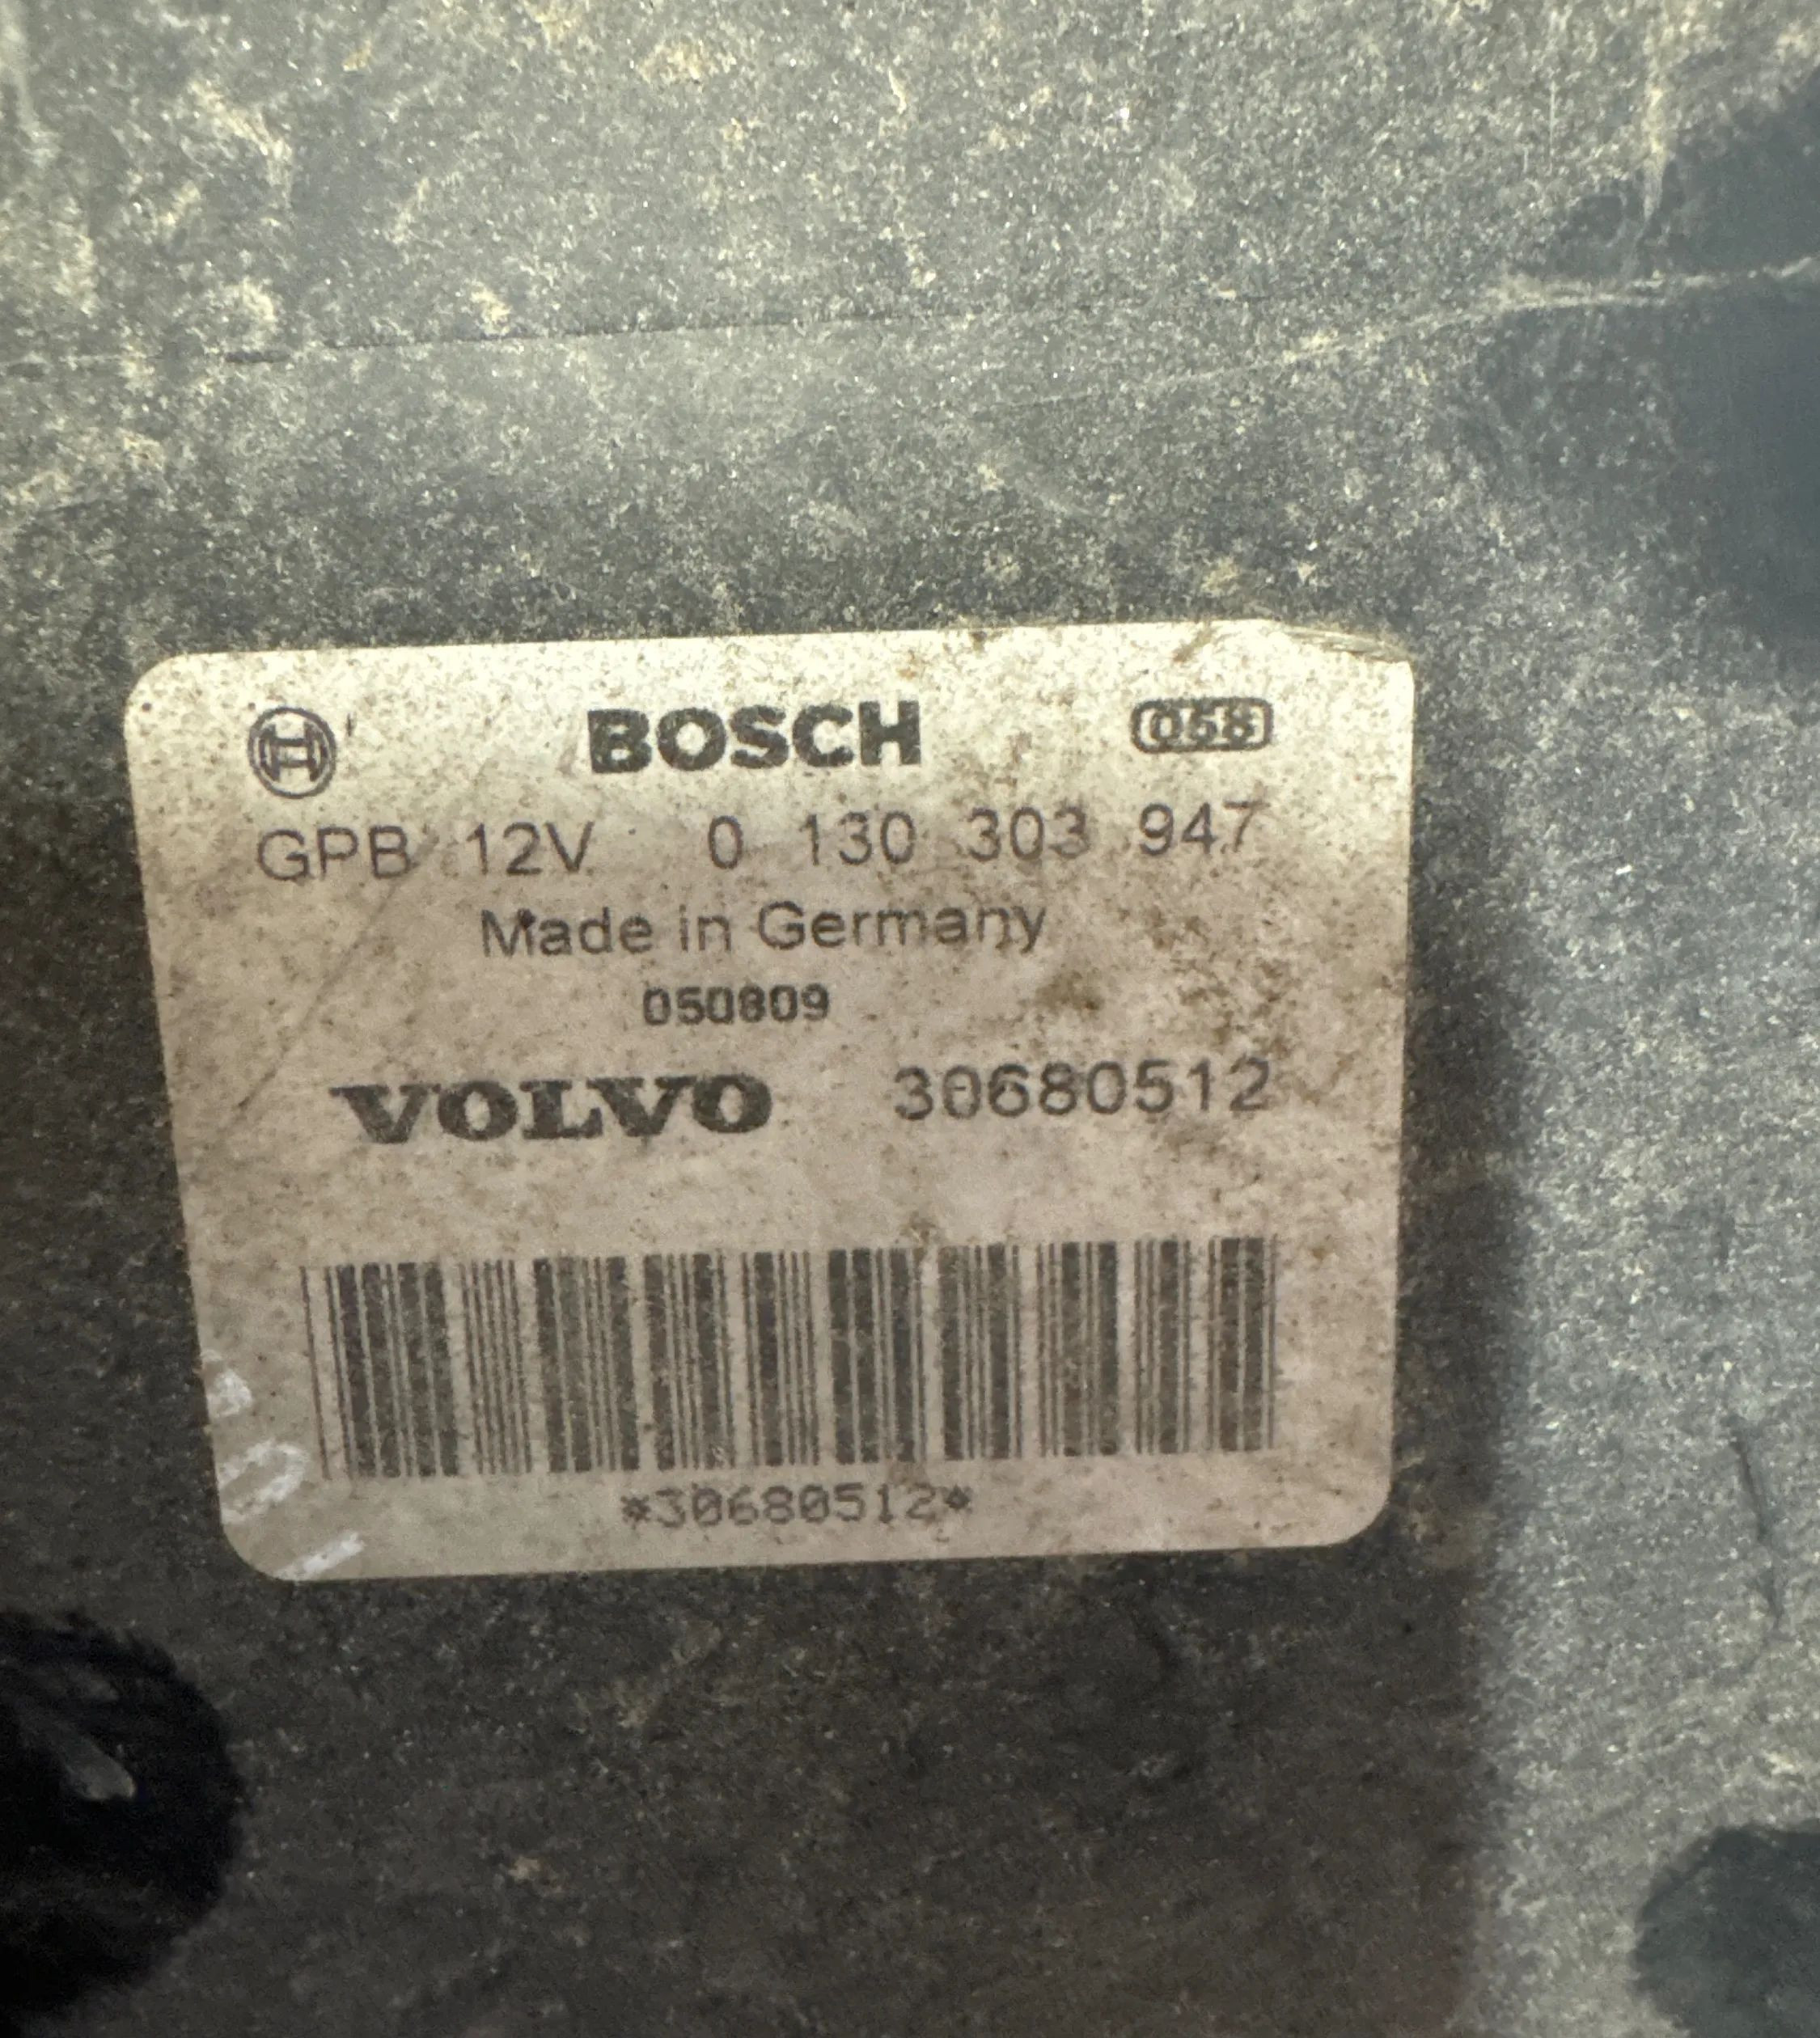 BOSCH 058
GPB 12V 0 130 303 947
Made in Germany
050809
VOLVO 30680512
*30680512*